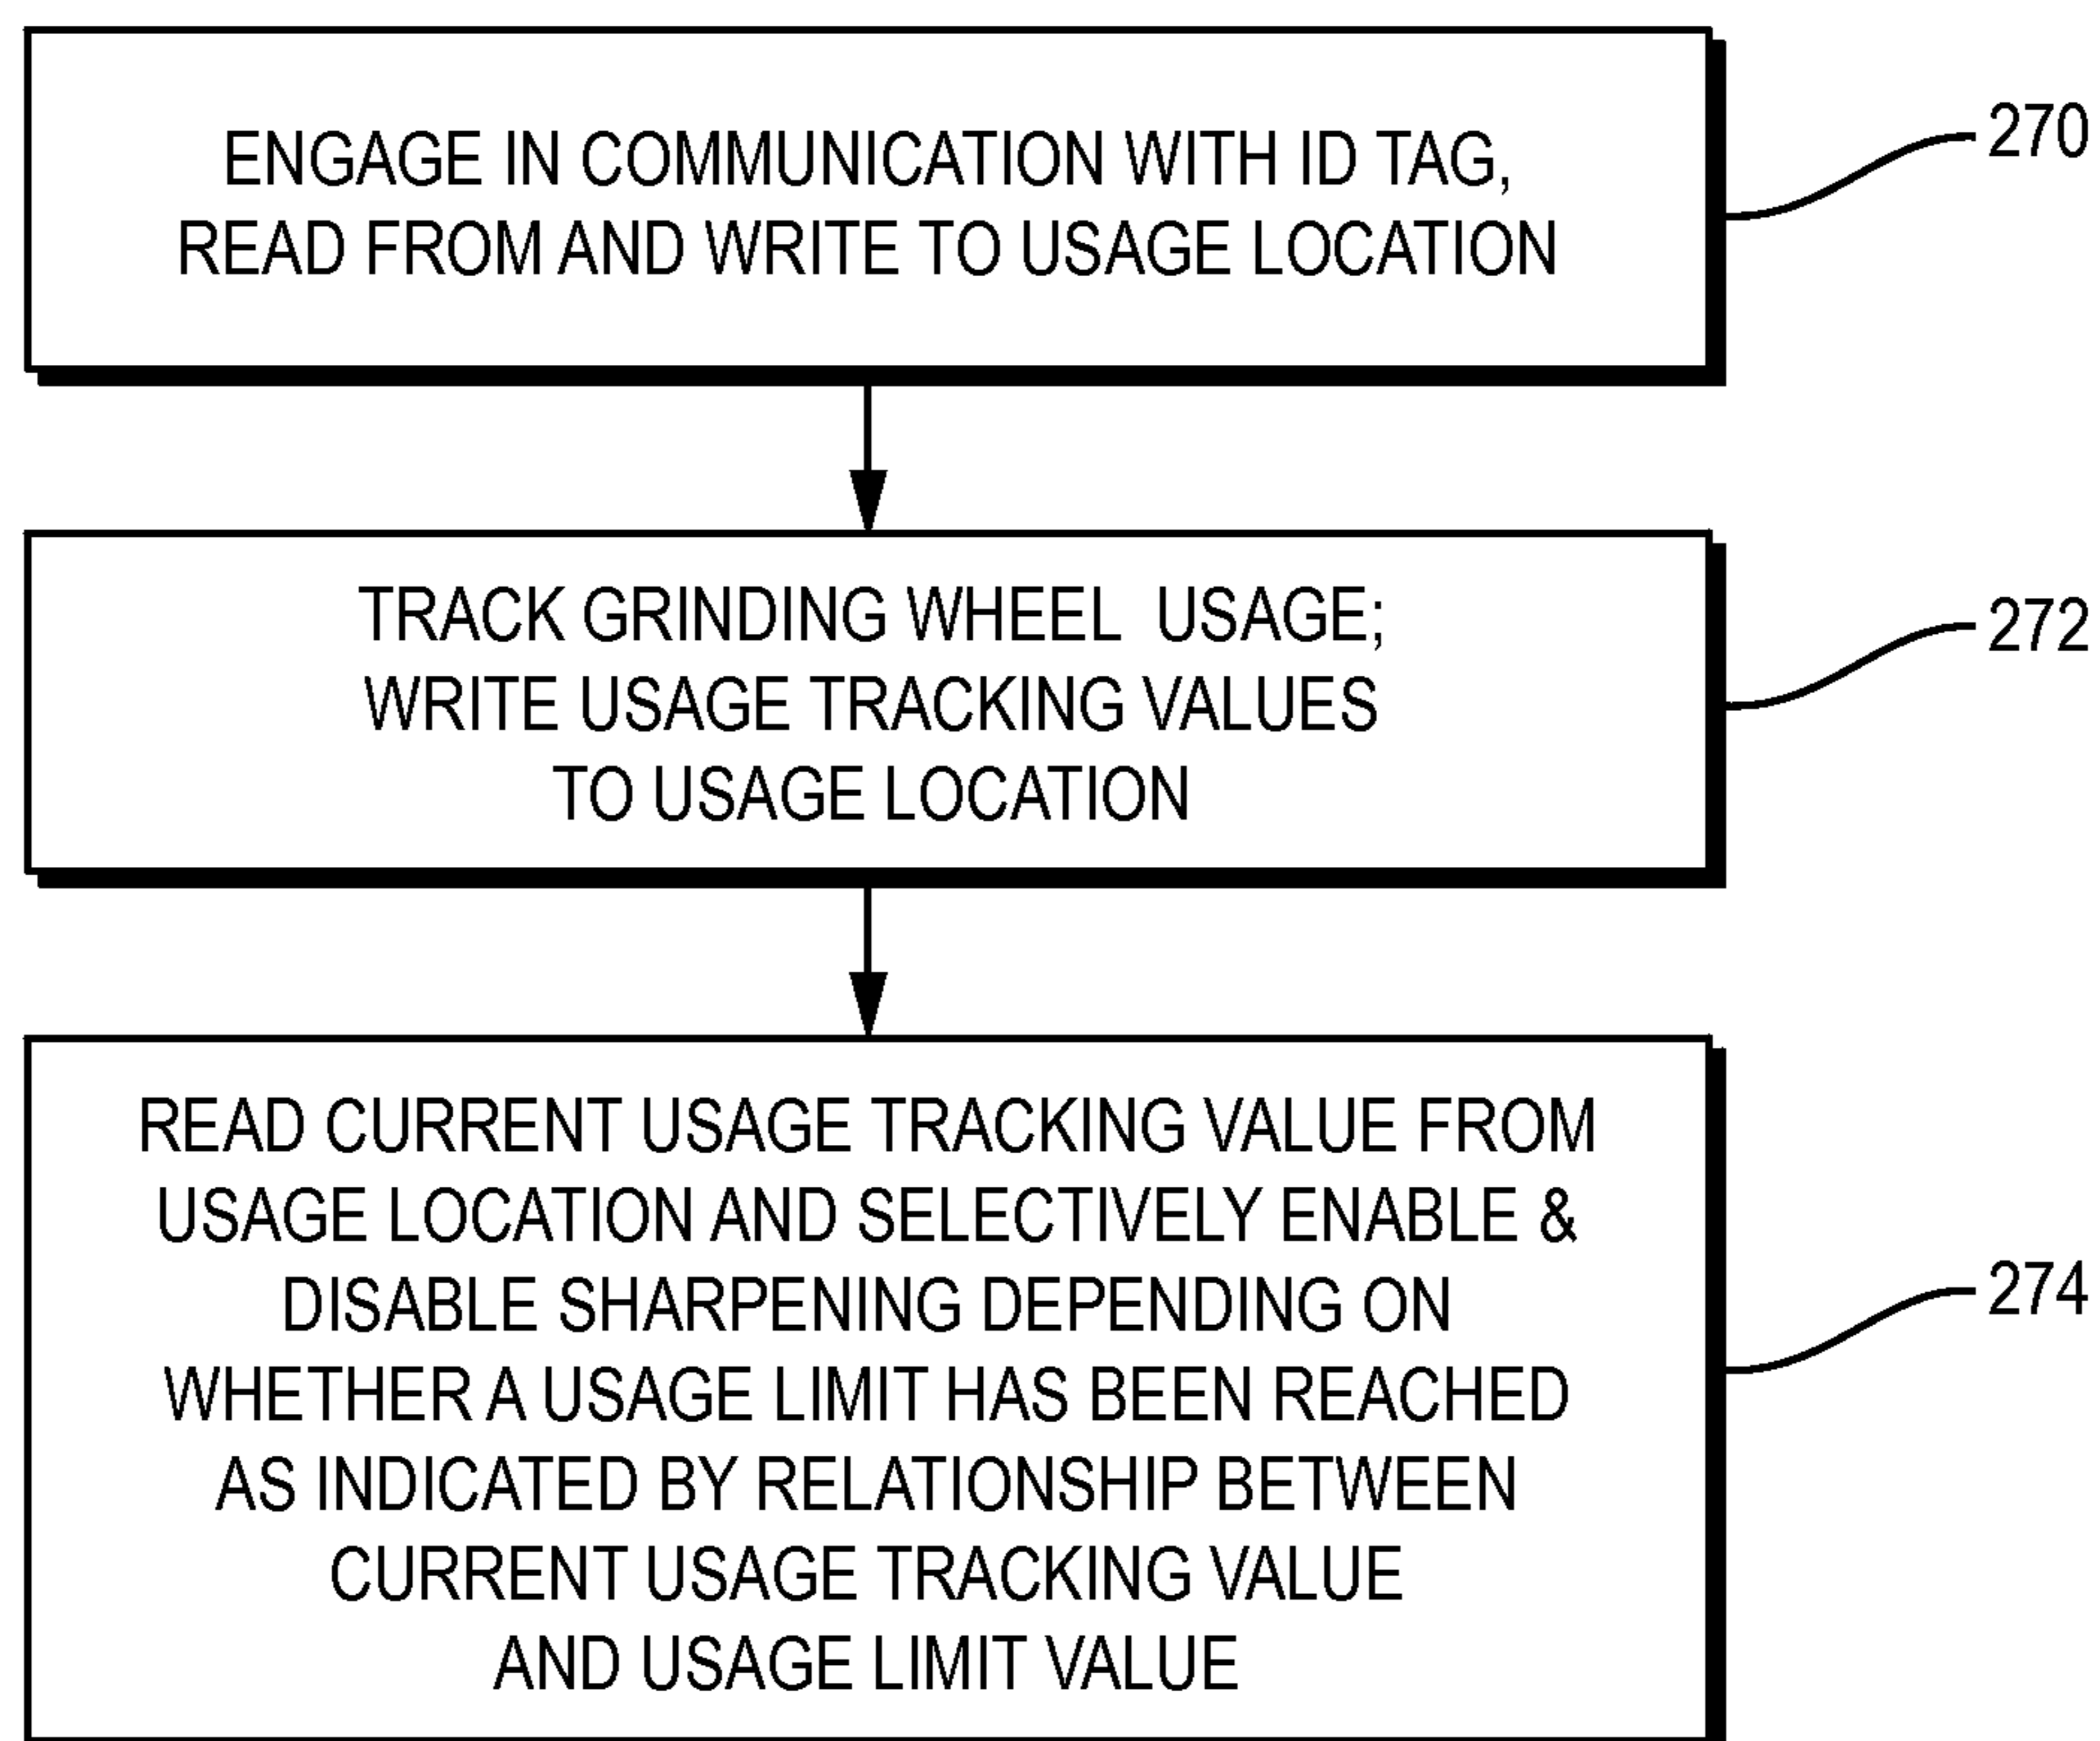 ENGAGE IN COMMUNICATION WITH ID TAG,
READ FROM AND WRITE TO USAGE LOCATION
270
TRACK GRINDING WHEEL USAGE;
WRITE USAGE TRACKING VALUES
TO USAGE LOCATION
272
READ CURRENT USAGE TRACKING VALUE FROM
USAGE LOCATION AND SELECTIVELY ENABLE &
DISABLE SHARPENING DEPENDING ON
WHETHER A USAGE LIMIT HAS BEEN REACHED
AS INDICATED BY RELATIONSHIP BETWEEN
CURRENT USAGE TRACKING VALUE
AND USAGE LIMIT VALUE
274